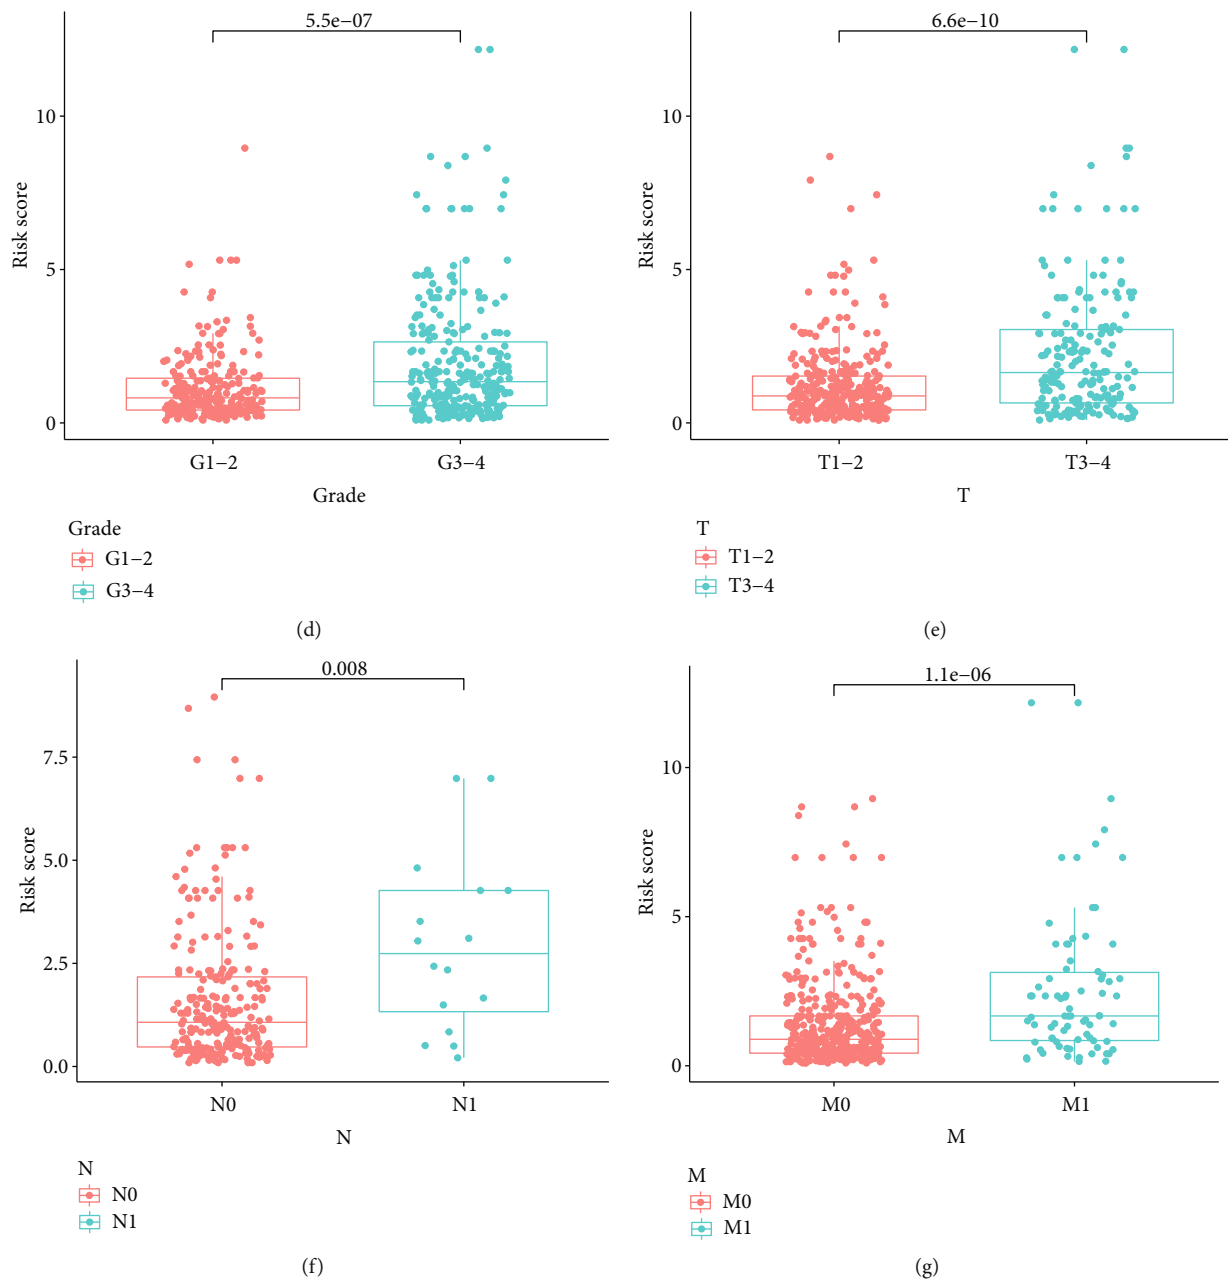 5.5e−07
10
5
0
Risk score
G1−2
G3−4
Grade
Grade
G1−2
G3−4
(d)
6.6e−10
10
5
0
Risk score
T1−2
T3−4
T
T
T1−2
T3−4
(e)
0.008
7.5
5.0
2.5
0.0
Risk score
N0
N1
N
N
N0
N1
(f)
1.1e−06
10
5
0
Risk score
M0
M1
M
M
M0
M1
(g)